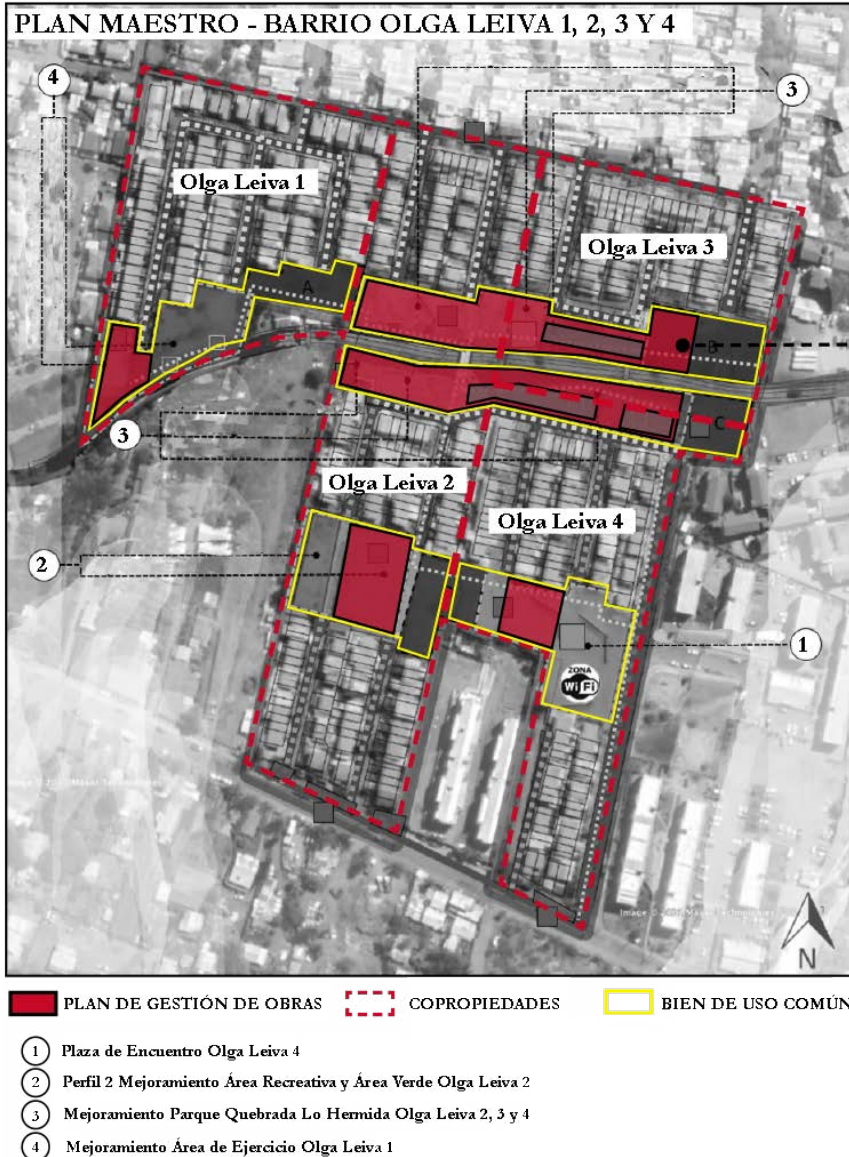 PLAN MAESTRO - BARRIO OLGA LEIVA 1, 2, 3 Y 4
4
3
Olga Leiva 1
Olga Leiva 3
A
B
C
3
Olga Leiva 2
Olga Leiva 4
2
1
ZONA
WiFi
N
PLAN DE GESTIÓN DE OBRAS
COPROPIEDADES
BIEN DE USO COMÚN
1 Plaza de Encuentro Olga Leiva 4
2 Perfil 2 Mejoramiento Área Recreativa y Área Verde Olga Leiva 2
3 Mejoramiento Parque Quebrada Lo Hermida Olga Leiva 2, 3 y 4
4 Mejoramiento Área de Ejercicio Olga Leiva 1